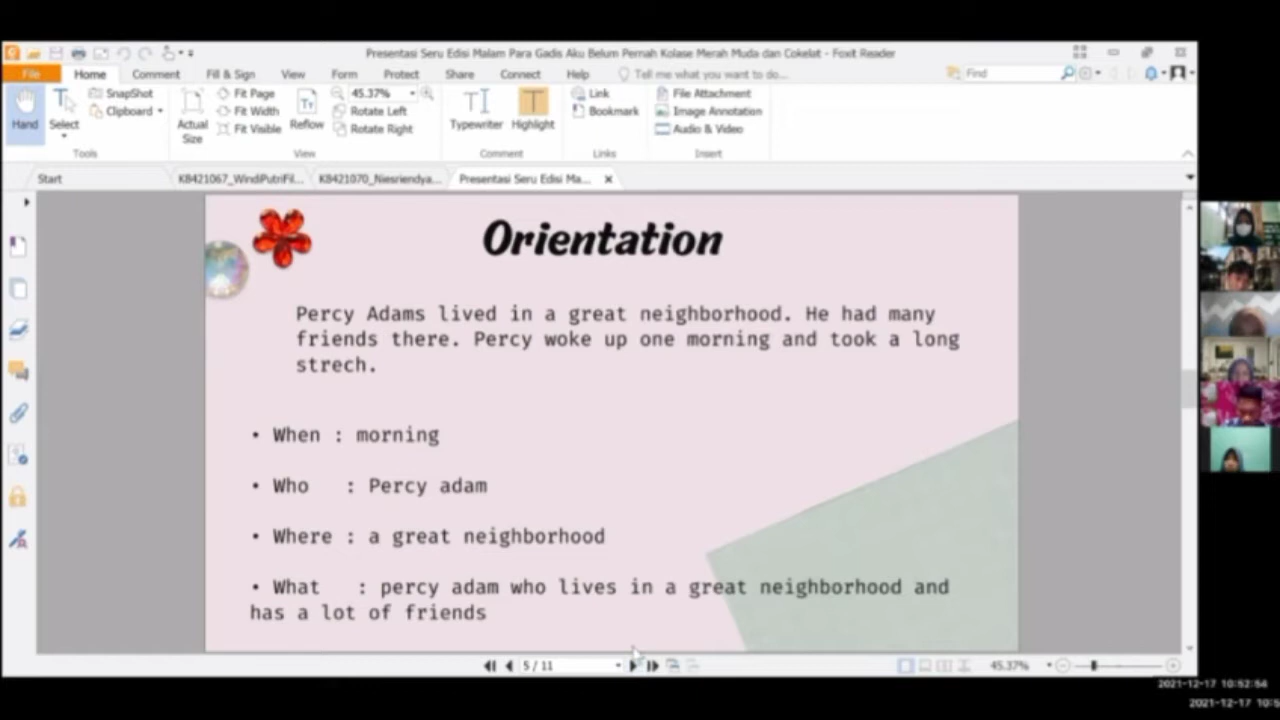 Presentasi Seru Edisi Malam Para Gadis Aku Belum Pernah Kolase Merah Muda dan Cokelat - Foxit Reader
File Home Comment Fill & Sign View Form Protect Share Connect Help Tell me what you want to do... Find
Hand
Select
SnapShot
Clipboard
Tools
Actual
Size
Fit Page
Fit Width
Fit Visible
Reflow
45.37%
Rotate Left
Rotate Right
View
Typewriter
Highlight
Comment
Link
Bookmark
Links
File Attachment
Image Annotation
Audio & Video
Insert
Start K8421067_WindiPutriFil... K8421070_Niesriendya... Presentasi Seru Edisi Ma...
Orientation
Percy Adams lived in a great neighborhood. He had many
friends there. Percy woke up one morning and took a long
strech.
• When : morning
• Who : Percy adam
• Where : a great neighborhood
• What : percy adam who lives in a great neighborhood and
has a lot of friends
5 / 11 45.37%
2021-12-17 10:52:54
2021-12-17 10:5